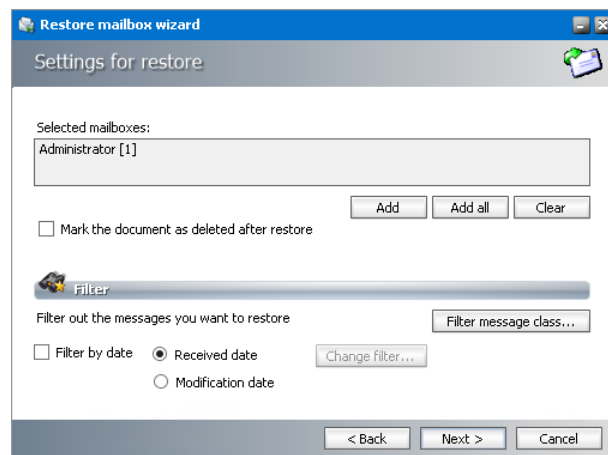 Restore mailbox wizard
Settings for restore
Selected mailboxes:
Administrator [1]
Add Add all Clear
Mark the document as deleted after restore
Filter
Filter out the messages you want to restore Filter message class...
Filter by date Received date Change filter...
Modification date
< Back Next > Cancel